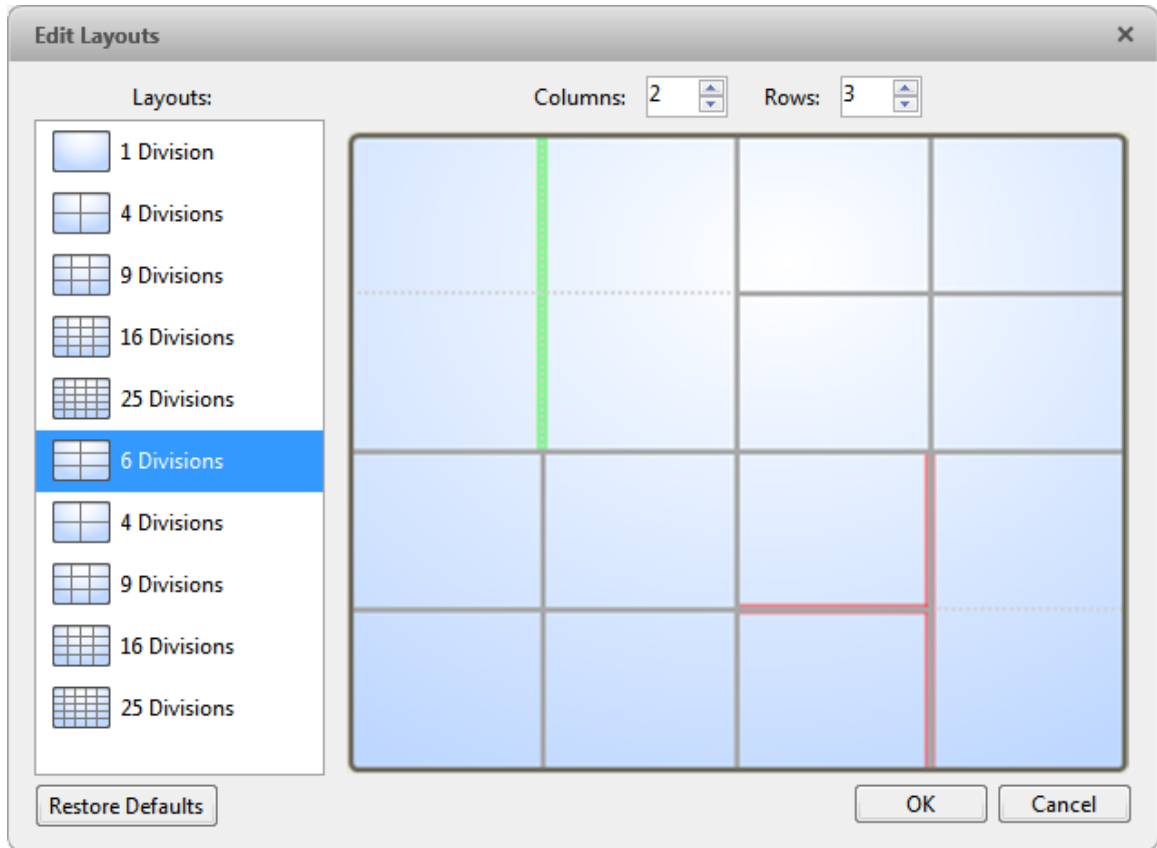 Edit Layouts
Layouts:
Columns: 2 Rows: 3
1 Division
4 Divisions
9 Divisions
16 Divisions
25 Divisions
6 Divisions
4 Divisions
9 Divisions
16 Divisions
25 Divisions
Restore Defaults
OK
Cancel